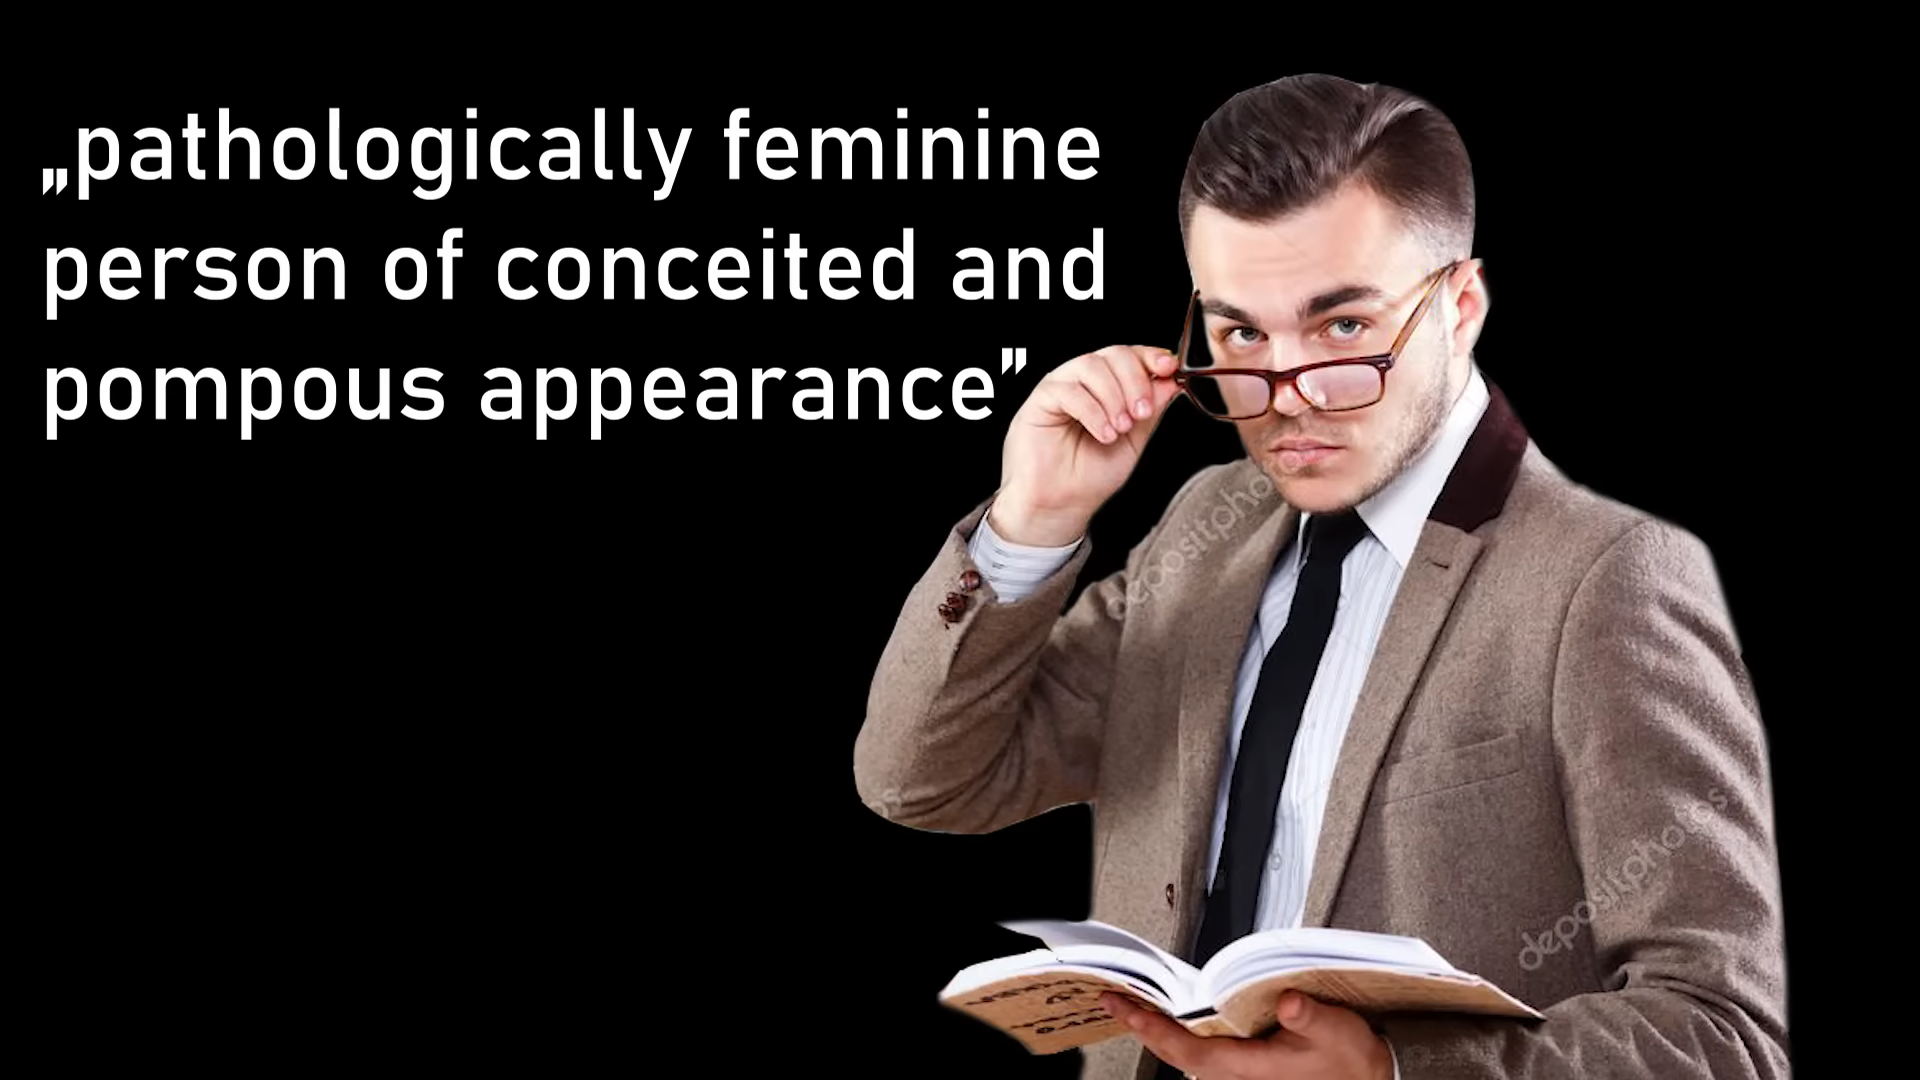 „pathologically feminine
person of conceited and
pompous appearance”
depositphotos
depositphotos